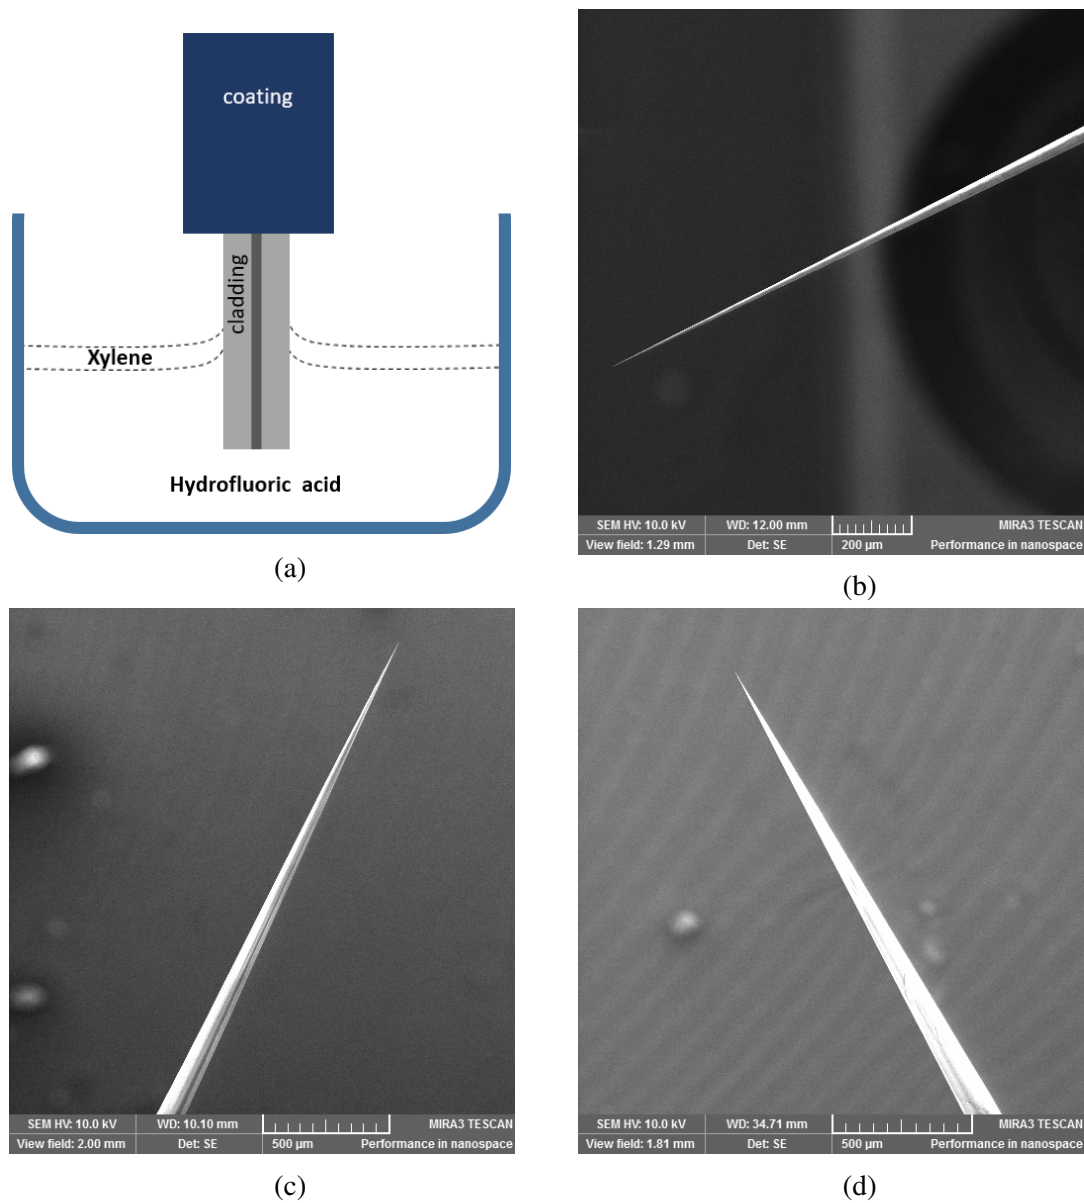 coating
cladding
Xylene
Hydrofluoric acid
(a)
SEM HV: 10.0 kV WD: 12.00 mm MIRA3 TESCAN
View field: 1.29 mm Det: SE 200 µm Performance in nanospace
(b)
SEM HV: 10.0 kV WD: 10.10 mm MIRA3 TESCAN
View field: 2.00 mm Det: SE 500 µm Performance in nanospace
(c)
SEM HV: 10.0 kV WD: 34.71 mm MIRA3 TESCAN
View field: 1.81 mm Det: SE 500 µm Performance in nanospace
(d)